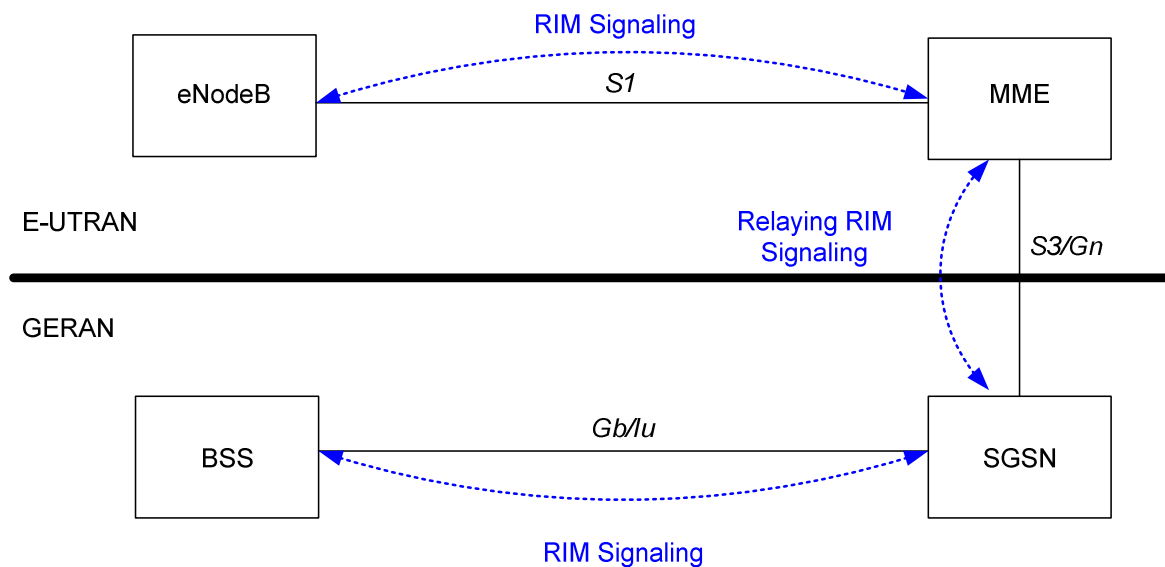 RIM Signaling
eNodeB
S1
MME
E-UTRAN
Relaying RIM
Signaling
S3/Gn
GERAN
BSS
Gb/Iu
SGSN
RIM Signaling